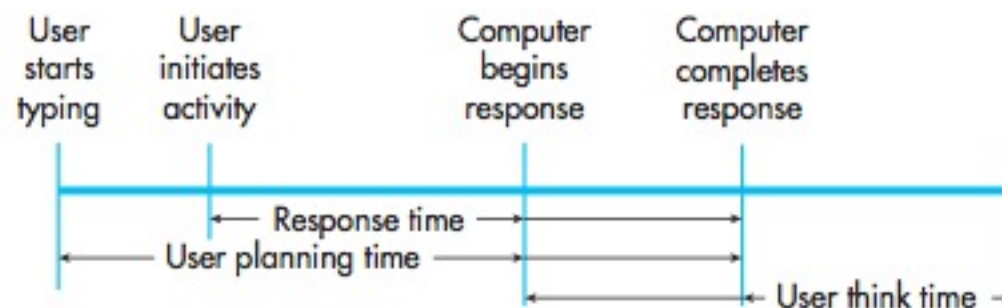 User
starts
typing
User
initiates
activity
Computer
begins
response
Computer
completes
response
Response time
User planning time
User think time